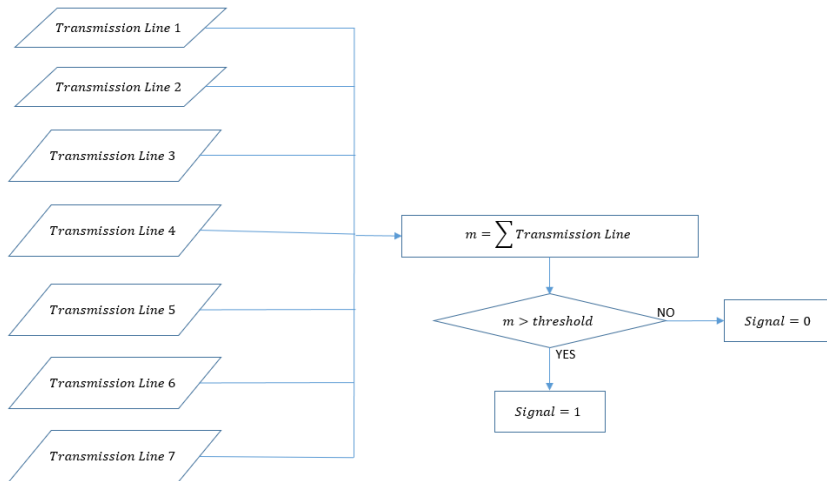 Transmission Line 1
Transmission Line 2
Transmission Line 3
Transmission Line 4
Transmission Line 5
Transmission Line 6
Transmission Line 7
m = ∑ Transmission Line
m > threshold
NO
Signal = 0
YES
Signal = 1